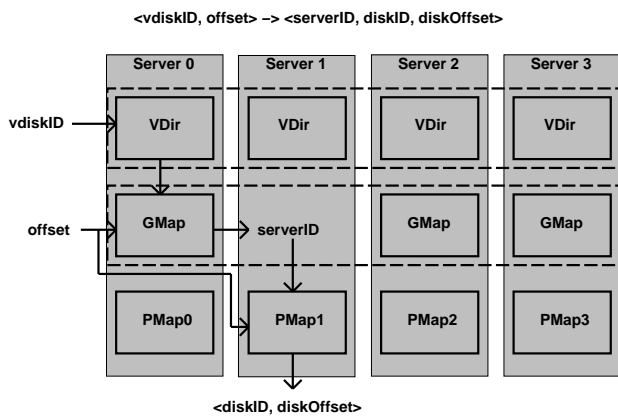 <vdiskID, offset> –> <serverID, diskID, diskOffset>
Server 0 Server 1 Server 2 Server 3
vdiskID VDir VDir VDir VDir
offset GMap serverID GMap GMap
PMap0 PMap1 PMap2 PMap3
<diskID, diskOffset>